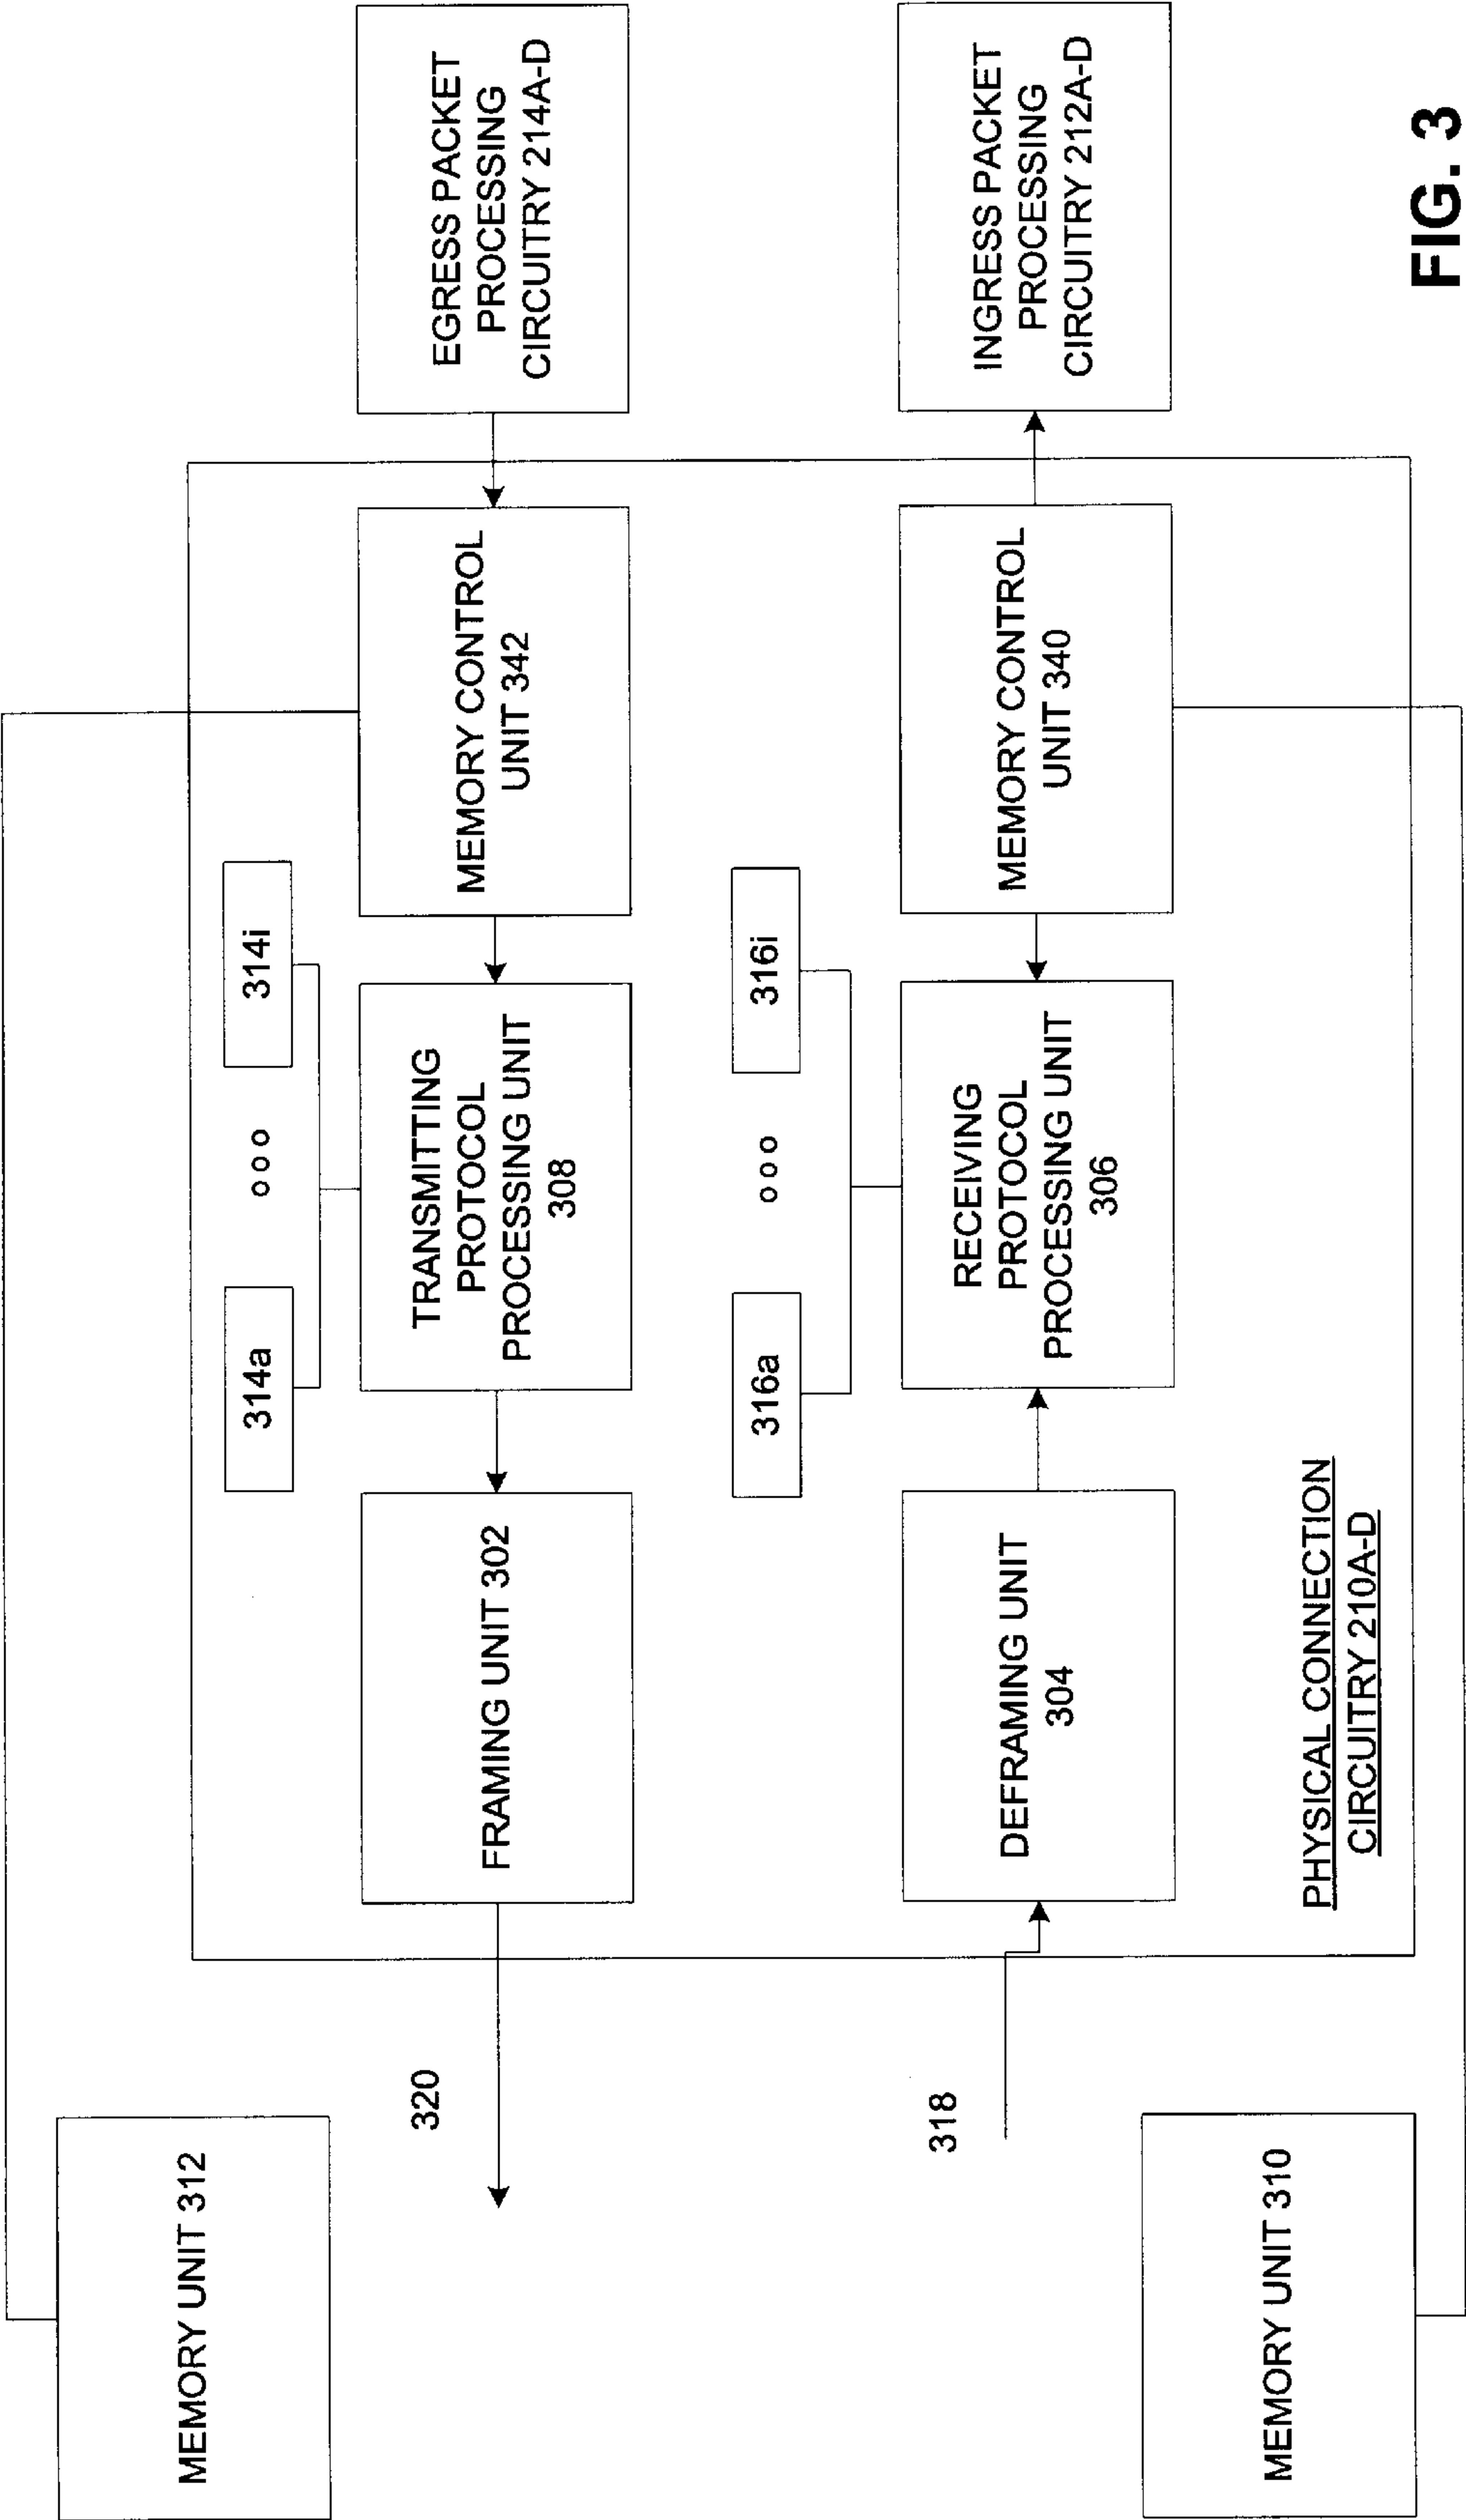 MEMORY UNIT 312
320
FRAMING UNIT 302
314a
ooo
314i
TRANSMITTING
PROTOCOL
PROCESSING UNIT
308
MEMORY CONTROL
UNIT 342
EGRESS PACKET
PROCESSING
CIRCUITRY 214A-D
318
DEFRAMING UNIT
304
316a
ooo
316i
RECEIVING
PROTOCOL
PROCESSING UNIT
306
MEMORY CONTROL
UNIT 340
INGRESS PACKET
PROCESSING
CIRCUITRY 212A-D
MEMORY UNIT 310
PHYSICAL CONNECTION
CIRCUITRY 210A-D
FIG. 3